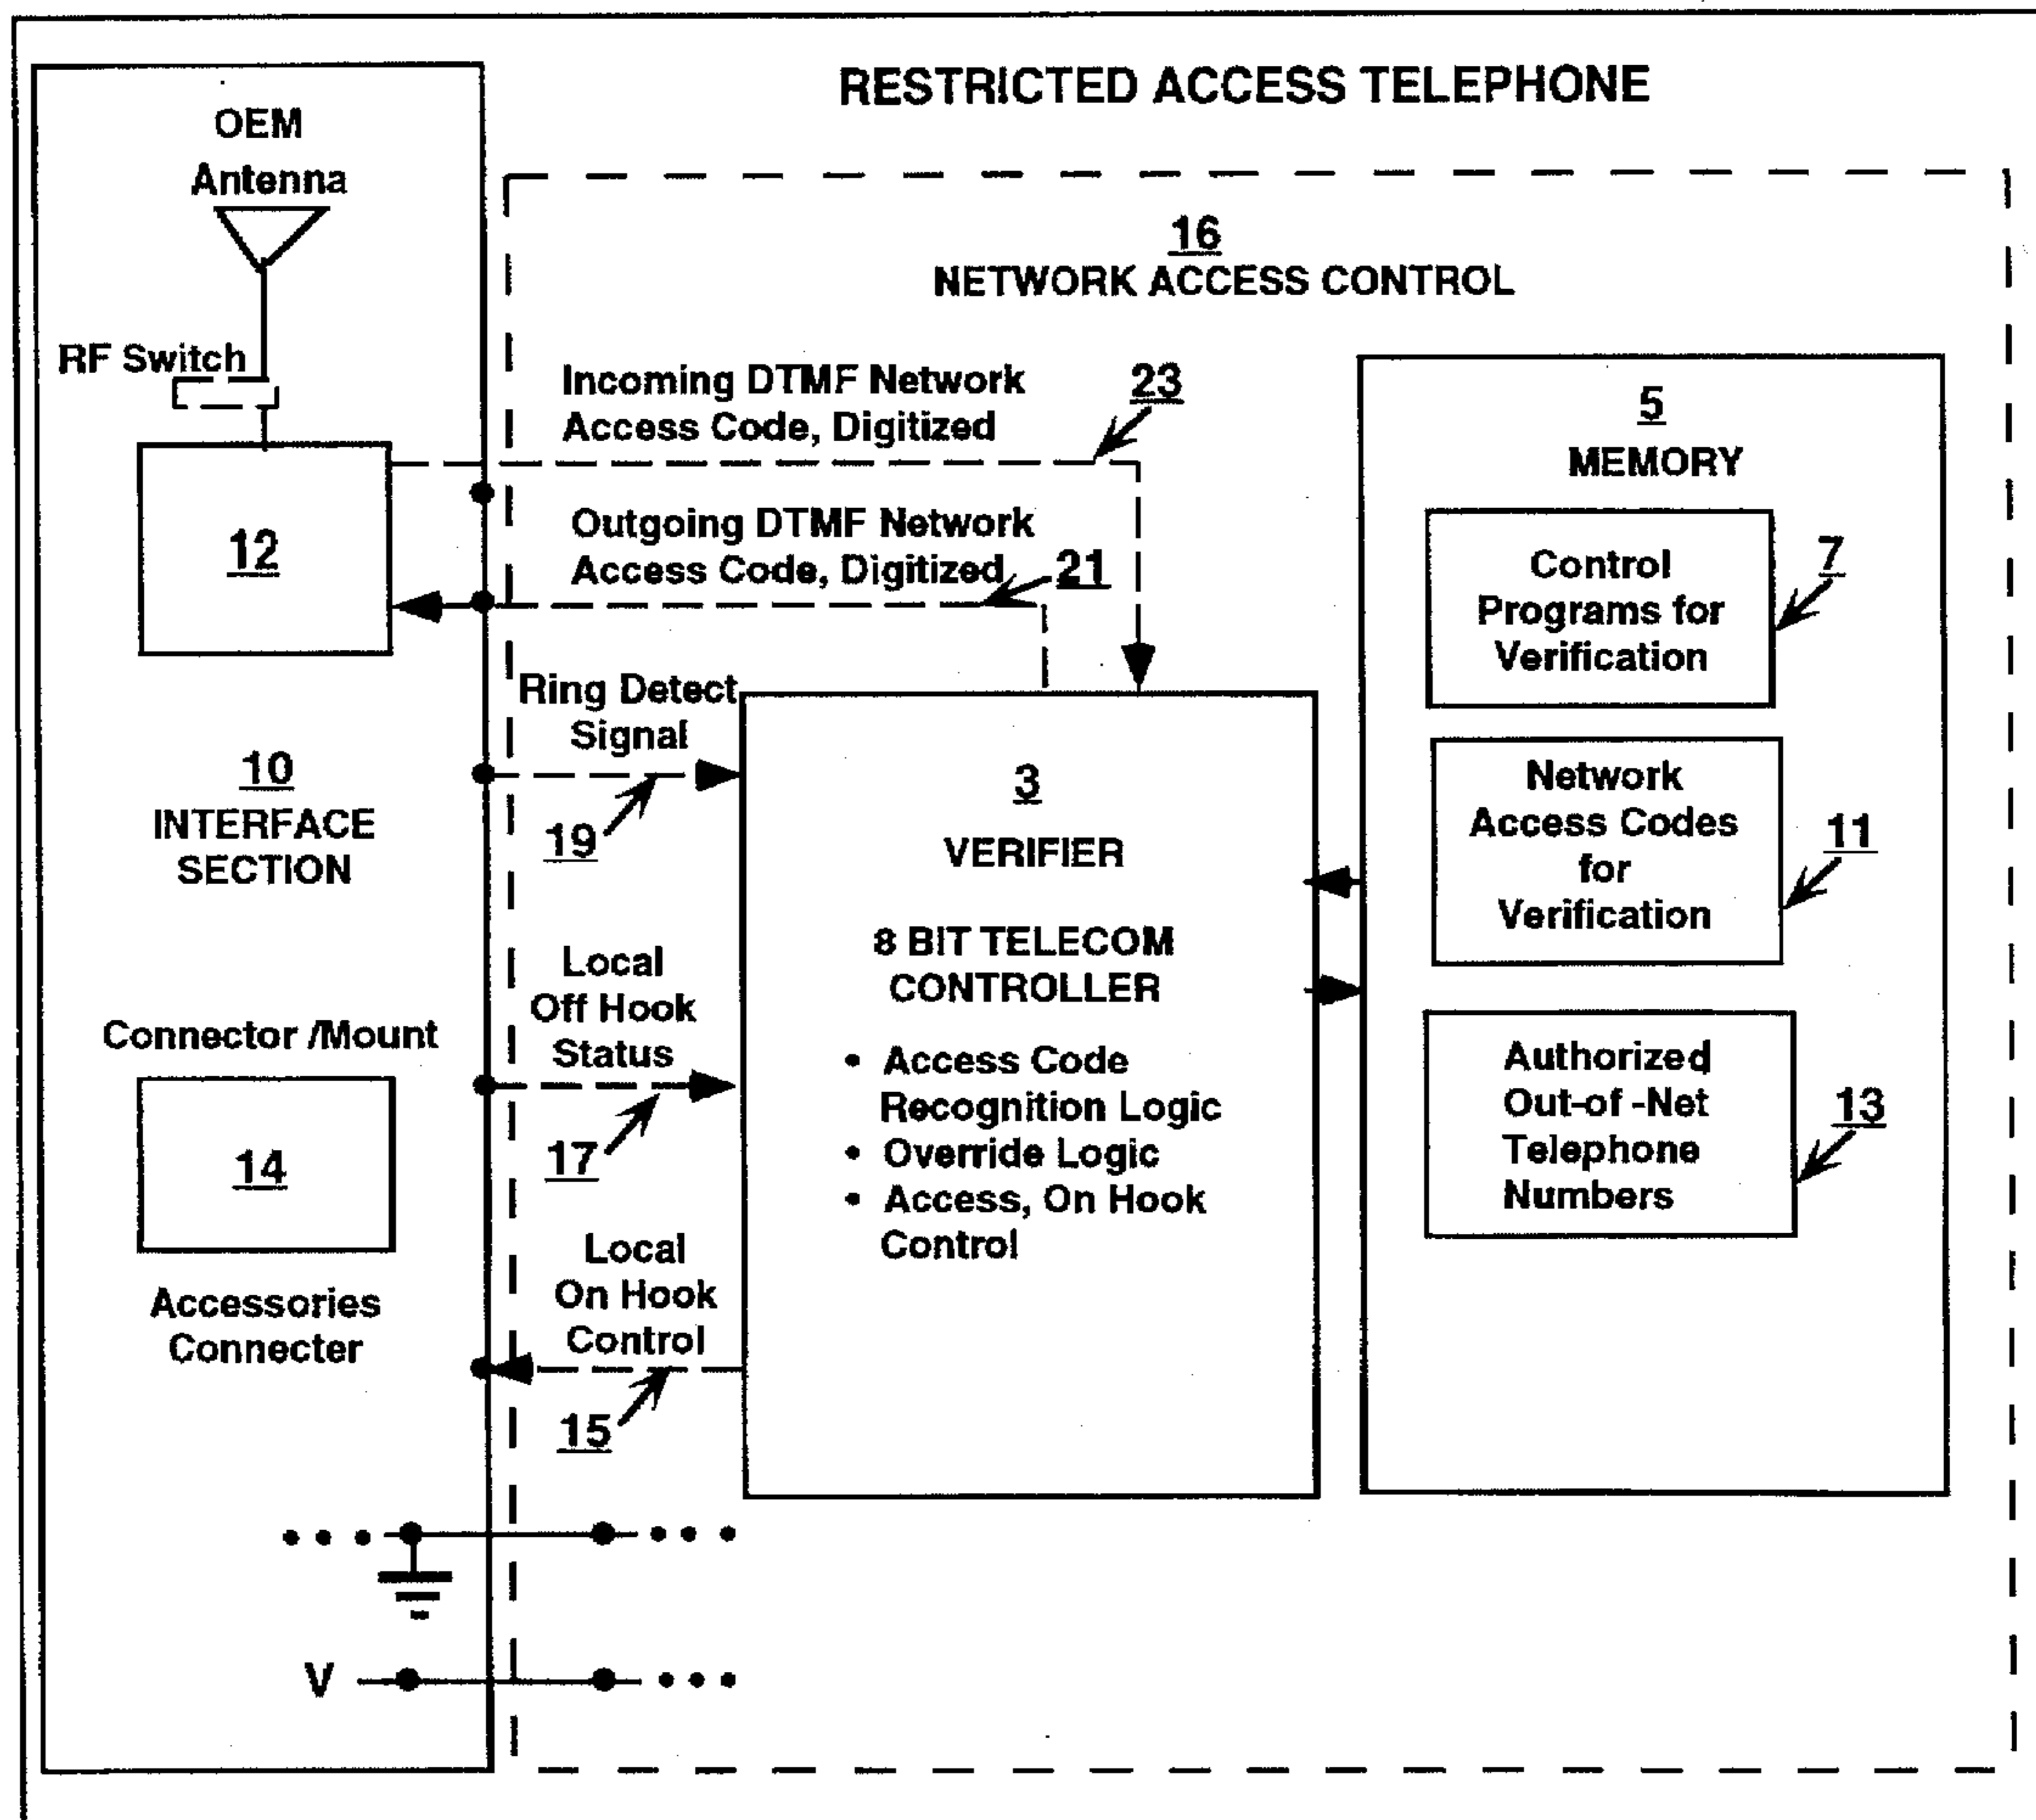 RESTRICTED ACCESS TELEPHONE
OEM
Antenna
RF Switch
12
10
INTERFACE
SECTION
Connector /Mount
14
Accessories
Connecter
V
16
NETWORK ACCESS CONTROL
Incoming DTMF Network
Access Code, Digitized
23
Outgoing DTMF Network
Access Code, Digitized
21
Ring Detect
Signal
19
Local
Off Hook
Status
17
Local
On Hook
Control
15
3
VERIFIER
8 BIT TELECOM
CONTROLLER
• Access Code
Recognition Logic
• Override Logic
• Access, On Hook
Control
5
MEMORY
Control
Programs for
Verification
7
Network
Access Codes
for
Verification
11
Authorized
Out-of -Net
Telephone
Numbers
13